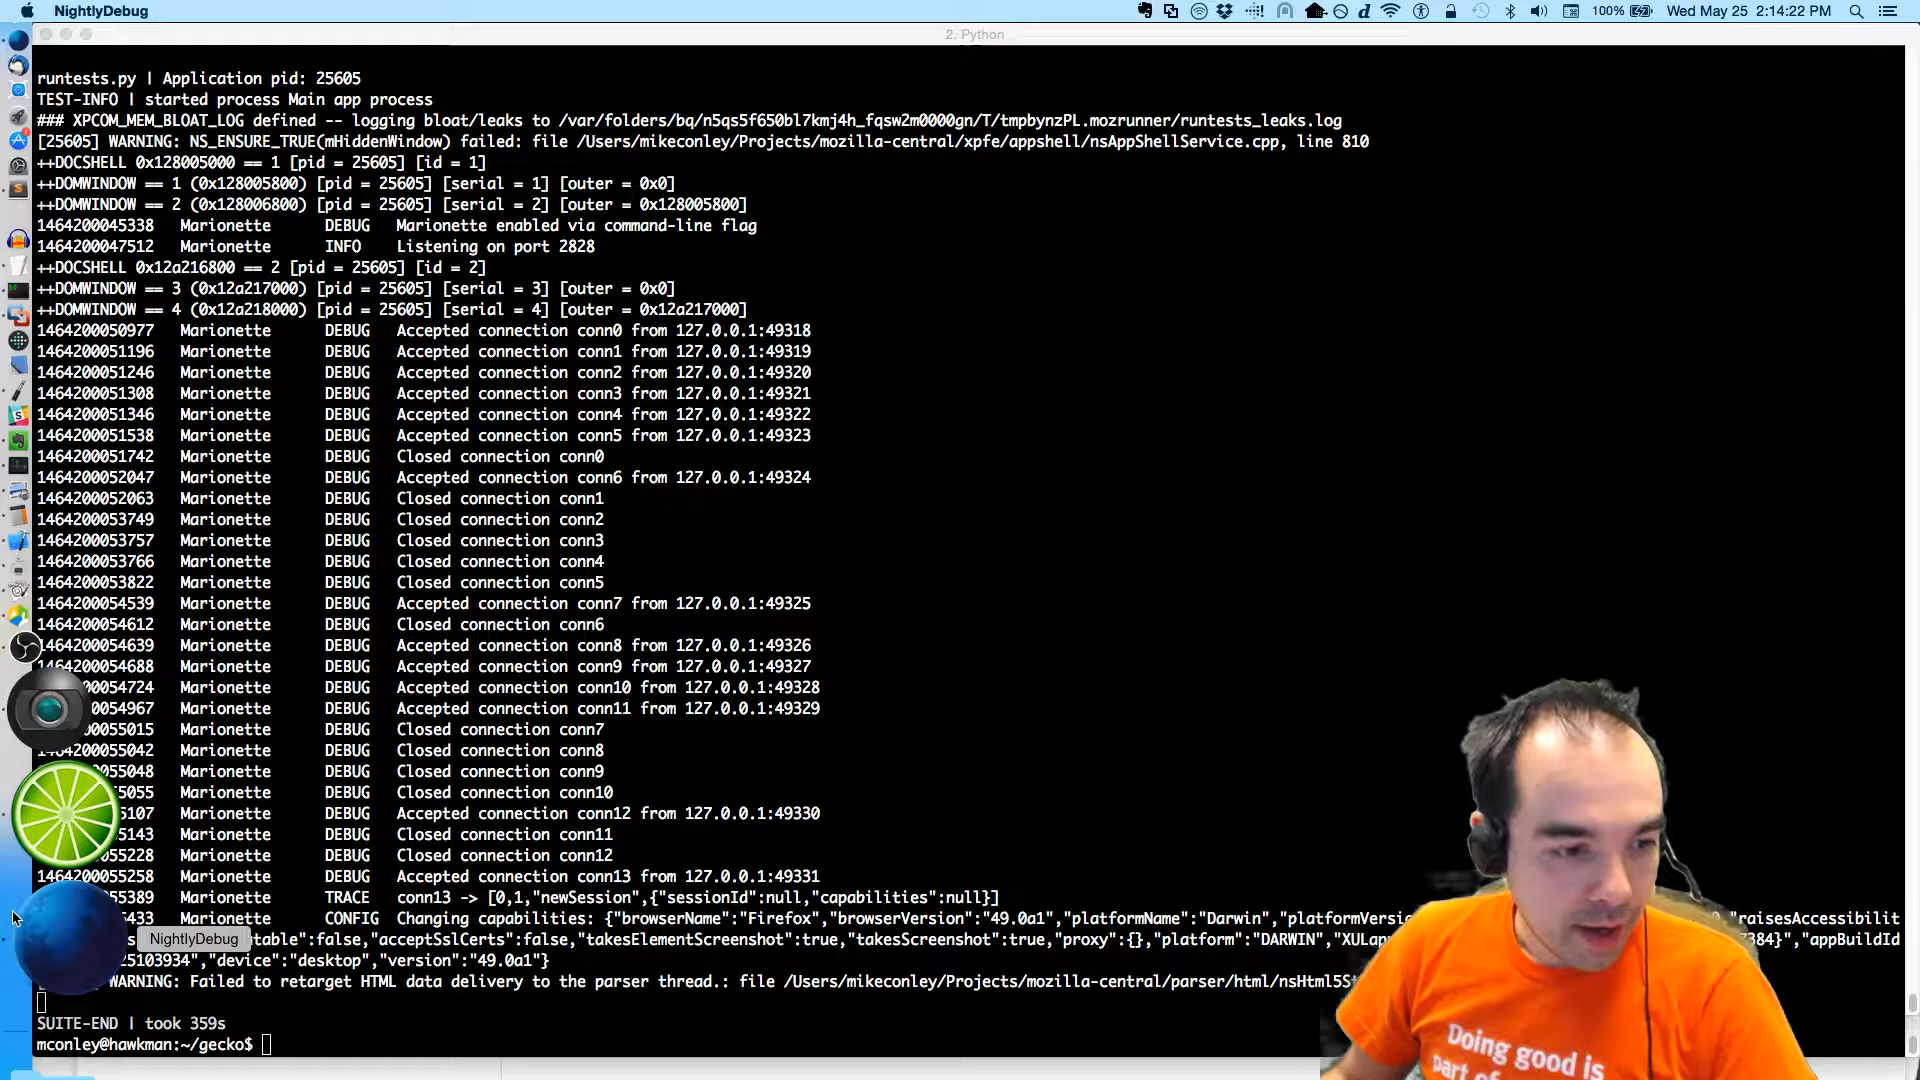 NightlyDebug
100%
Wed May 25 2:14:22 PM
2. Python
runtests.py | Application pid: 25605
TEST-INFO | started process Main app process
### XPCOM_MEM_BLOAT_LOG defined -- logging bloat/leaks to /var/folders/bq/n5qs5f650bl7kmj4h_fqsw2m0000gn/T/tmpbynzPL.mozrunner/runtests_leaks.log
[25605] WARNING: NS_ENSURE_TRUE(mHiddenWindow) failed: file /Users/mikeconley/Projects/mozilla-central/xpfe/appshell/nsAppShellService.cpp, line 810
++DOCSHELL 0x128005000 == 1 [pid = 25605] [id = 1]
++DOMWINDOW == 1 (0x128005800) [pid = 25605] [serial = 1] [outer = 0x0]
++DOMWINDOW == 2 (0x128006800) [pid = 25605] [serial = 2] [outer = 0x128005800]
1464200045338 Marionette DEBUG Marionette enabled via command-line flag
1464200047512 Marionette INFO Listening on port 2828
++DOCSHELL 0x12a216800 == 2 [pid = 25605] [id = 2]
++DOMWINDOW == 3 (0x12a217000) [pid = 25605] [serial = 3] [outer = 0x0]
++DOMWINDOW == 4 (0x12a218000) [pid = 25605] [serial = 4] [outer = 0x12a217000]
1464200050977 Marionette DEBUG Accepted connection conn0 from 127.0.0.1:49318
1464200051196 Marionette DEBUG Accepted connection conn1 from 127.0.0.1:49319
1464200051246 Marionette DEBUG Accepted connection conn2 from 127.0.0.1:49320
1464200051308 Marionette DEBUG Accepted connection conn3 from 127.0.0.1:49321
1464200051346 Marionette DEBUG Accepted connection conn4 from 127.0.0.1:49322
1464200051538 Marionette DEBUG Accepted connection conn5 from 127.0.0.1:49323
1464200051742 Marionette DEBUG Closed connection conn0
1464200052047 Marionette DEBUG Accepted connection conn6 from 127.0.0.1:49324
1464200052063 Marionette DEBUG Closed connection conn1
1464200053749 Marionette DEBUG Closed connection conn2
1464200053757 Marionette DEBUG Closed connection conn3
1464200053766 Marionette DEBUG Closed connection conn4
1464200053822 Marionette DEBUG Closed connection conn5
1464200054539 Marionette DEBUG Accepted connection conn7 from 127.0.0.1:49325
1464200054612 Marionette DEBUG Closed connection conn6
1464200054639 Marionette DEBUG Accepted connection conn8 from 127.0.0.1:49326
1464200054688 Marionette DEBUG Accepted connection conn9 from 127.0.0.1:49327
00054724 Marionette DEBUG Accepted connection conn10 from 127.0.0.1:49328
00054967 Marionette DEBUG Accepted connection conn11 from 127.0.0.1:49329
00055015 Marionette DEBUG Closed connection conn7
1464200055042 Marionette DEBUG Closed connection conn8
055048 Marionette DEBUG Closed connection conn9
5055 Marionette DEBUG Closed connection conn10
5107 Marionette DEBUG Accepted connection conn12 from 127.0.0.1:49330
5143 Marionette DEBUG Closed connection conn11
55228 Marionette DEBUG Closed connection conn12
1464200055258 Marionette DEBUG Accepted connection conn13 from 127.0.0.1:49331
55389 Marionette TRACE conn13 -> [0,1,"newSession",{"sessionId":null,"capabilities":null}]
5433 Marionette CONFIG Changing capabilities: {"browserName":"Firefox","browserVersion":"49.0a1","platformName":"Darwin","platformVersi "raisesAccessibilit
NightlyDebug
table":false,"acceptSslCerts":false,"takesElementScreenshot":true,"takesScreenshot":true,"proxy":{},"platform":"DARWIN","XULap 7384}","appBuildId
25103934","device":"desktop","version":"49.0a1"}
WARNING: Failed to retarget HTML data delivery to the parser thread.: file /Users/mikeconley/Projects/mozilla-central/parser/html/nsHtml5St
SUITE-END | took 359s
mconley@hawkman:~/gecko$
Doing good is
part of